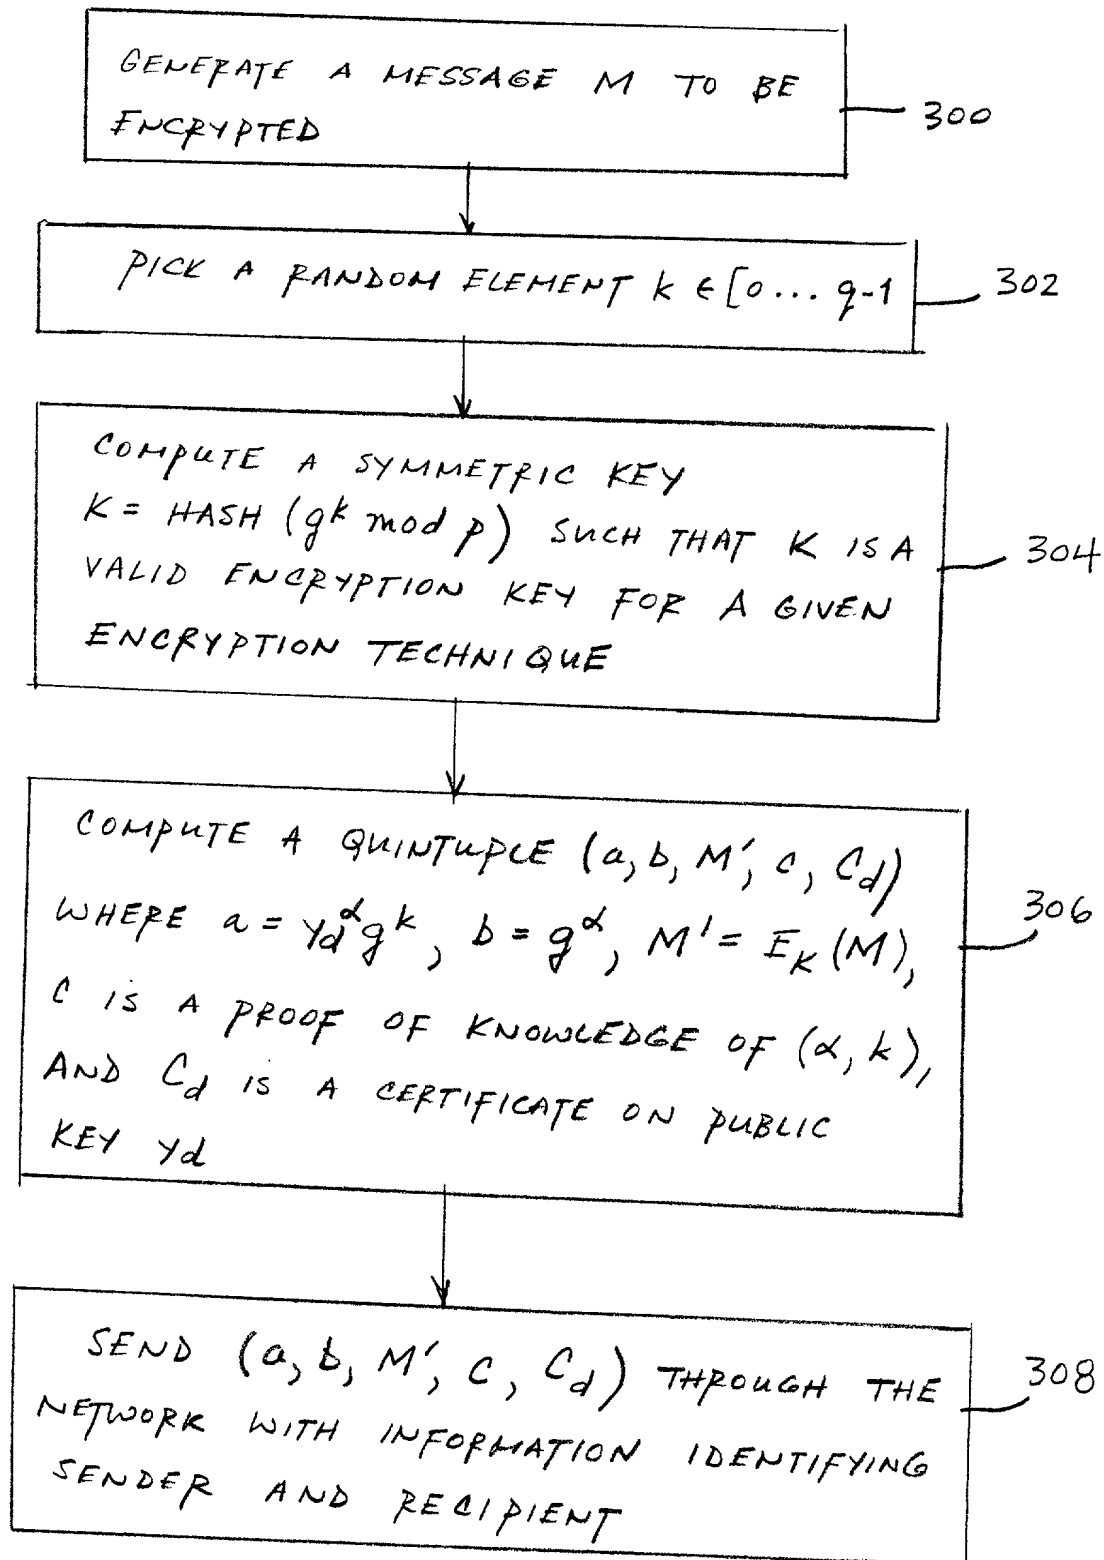 GENERATE A MESSAGE M TO BE
ENCRYPTED
300
PICK A RANDOM ELEMENT k ∈ [0... q-1
302
COMPUTE A SYMMETRIC KEY
K = HASH (g^k mod p) SUCH THAT K IS A
VALID ENCRYPTION KEY FOR A GIVEN
ENCRYPTION TECHNIQUE
304
COMPUTE A QUINTUPLE (a, b, M', c, C_d)
WHERE a = y_d^α g^k, b = g^α, M' = E_K (M),
C IS A PROOF OF KNOWLEDGE OF (α, k),
AND C_d IS A CERTIFICATE ON PUBLIC
KEY y_d
306
SEND (a, b, M', c, C_d) THROUGH THE
NETWORK WITH INFORMATION IDENTIFYING
SENDER AND RECIPIENT
308